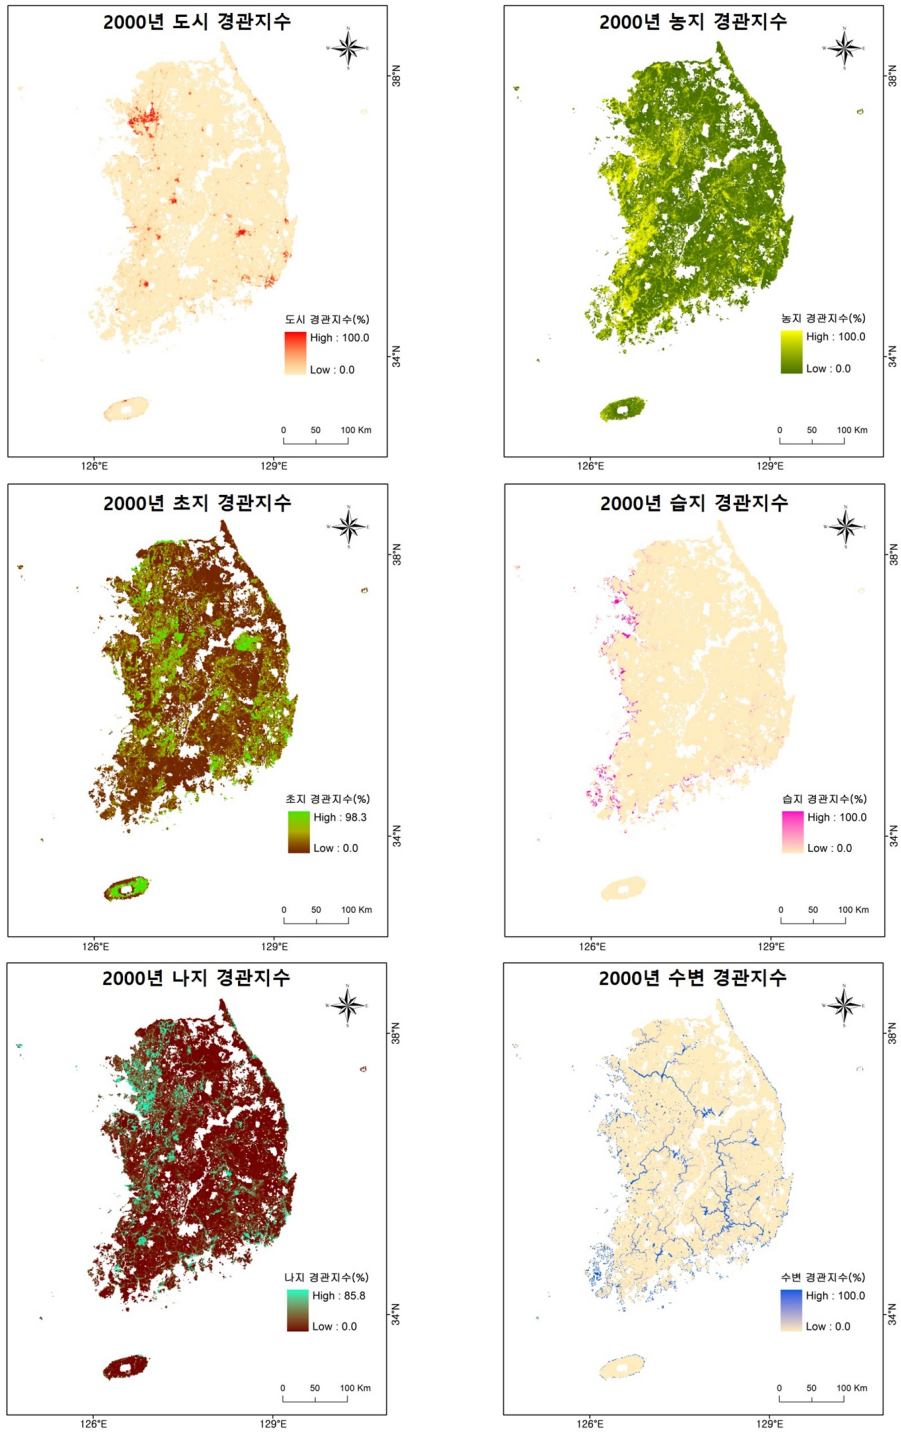 2000년 도시 경관지수
N
W
E
S
38°N
도시 경관지수(%)
High : 100.0
Low : 0.0
34°N
0 50 100 Km
126°E 129°E
2000년 농지 경관지수
N
W
E
S
38°N
농지 경관지수(%)
High : 100.0
Low : 0.0
34°N
0 50 100 Km
126°E 129°E
2000년 초지 경관지수
N
W
E
S
38°N
초지 경관지수(%)
High : 98.3
Low : 0.0
34°N
0 50 100 Km
126°E 129°E
2000년 습지 경관지수
N
W
E
S
38°N
습지 경관지수(%)
High : 100.0
Low : 0.0
34°N
0 50 100 Km
126°E 129°E
2000년 나지 경관지수
N
W
E
S
38°N
나지 경관지수(%)
High : 85.8
Low : 0.0
34°N
0 50 100 Km
126°E 129°E
2000년 수변 경관지수
N
W
E
S
38°N
수변 경관지수(%)
High : 100.0
Low : 0.0
34°N
0 50 100 Km
126°E 129°E